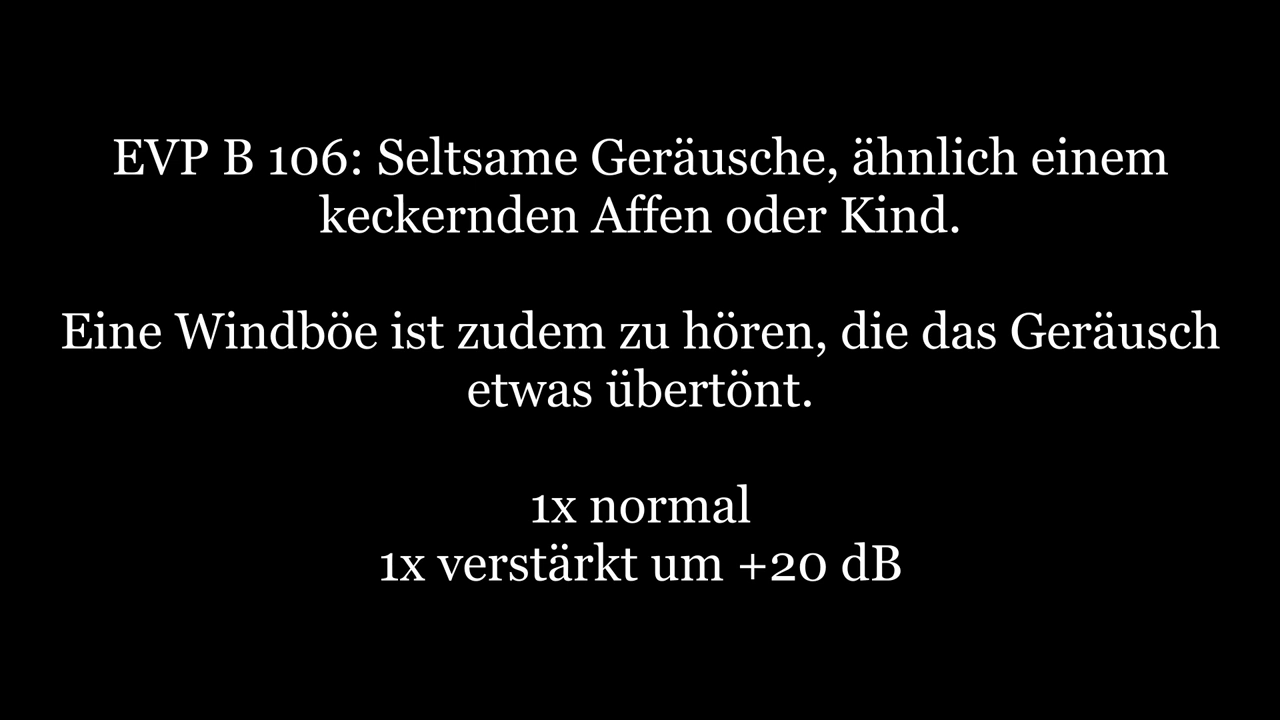 EVP B 106: Seltsame Geräusche, ähnlich einem
keckernden Affen oder Kind.
Eine Windböe ist zudem zu hören, die das Geräusch
etwas übertönt.
1x normal
1x verstärkt um +20 dB